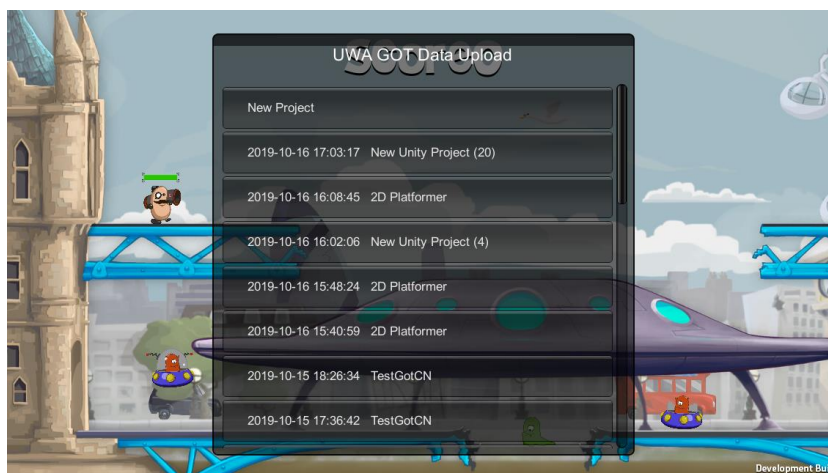 UWA GOT Data Upload
New Project
2019-10-16 17:03:17 New Unity Project (20)
2019-10-16 16:08:45 2D Platformer
2019-10-16 16:02:06 New Unity Project (4)
2019-10-16 15:48:24 2D Platformer
2019-10-16 15:40:59 2D Platformer
2019-10-15 18:26:34 TestGotCN
2019-10-15 17:36:42 TestGotCN
Development Bu